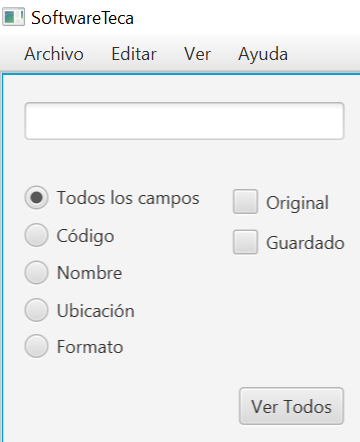 SoftwareTeca
Archivo Editar Ver Ayuda
Todos los campos
Original
Código
Guardado
Nombre
Ubicación
Formato
Ver Todos